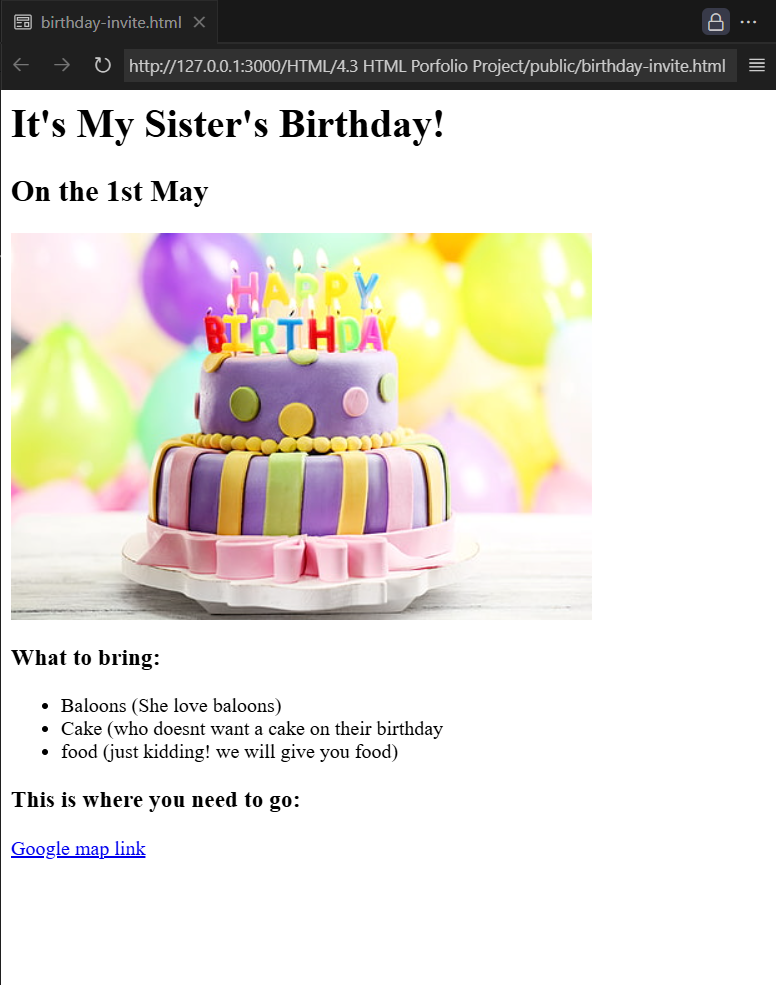 birthday-invite.html
http://127.0.0.1:3000/HTML/4.3 HTML Porfolio Project/public/birthday-invite.html
It's My Sister's Birthday!
On the 1st May
HAPPY
BIRTHDAY
What to bring:
• Baloons (She love baloons)
• Cake (who doesnt want a cake on their birthday
• food (just kidding! we will give you food)
This is where you need to go:
Google map link